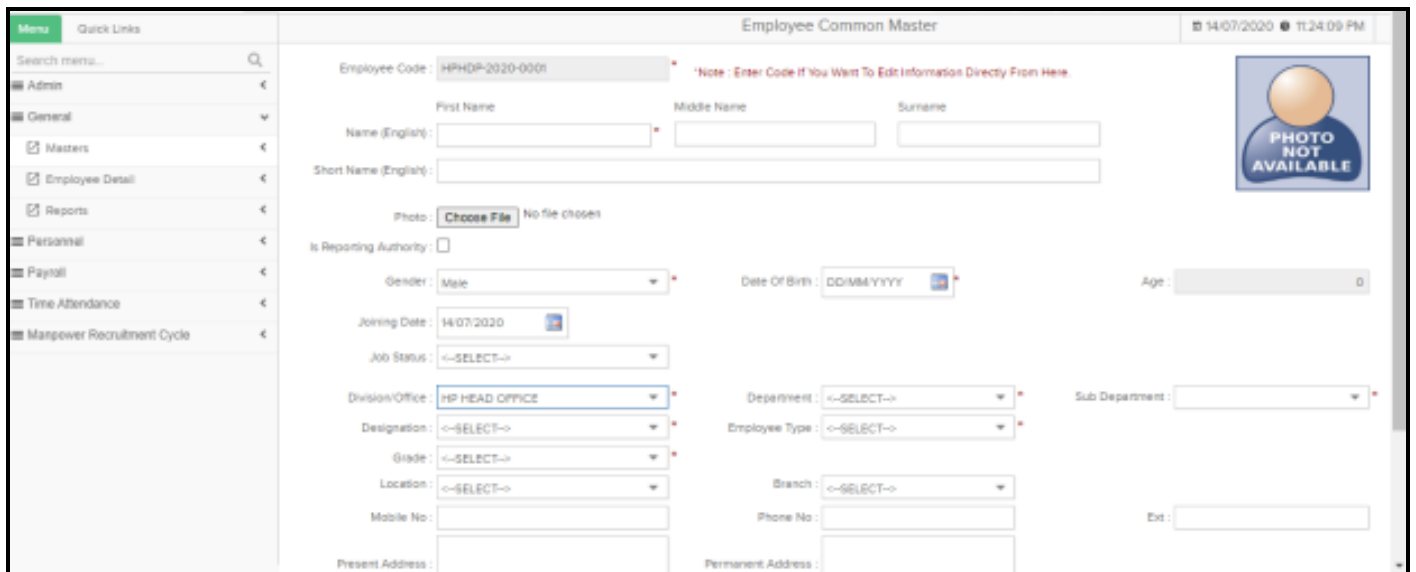 Menu Quick Links
Employee Common Master
14/07/2020 11:24:09 PM
Search menu...
Admin
General
Masters
Employee Detail
Reports
Personnel
Payroll
Time Attendance
Manpower Recruitment Cycle
Employee Code : HPHDP-2020-0001 * *Note : Enter Code If You Want To Edit Information Directly From Here
First Name Middle Name Surname
Name (English) : *
Short Name (English) :
PHOTO
NOT
AVAILABLE
Photo : Choose File No file chosen
Is Reporting Authority :
Gender : Male * Date Of Birth : DD/MM/YYYY * Age : 0
Joining Date : 14/07/2020
Job Status : <--SELECT-->
Division/Office : HP HEAD OFFICE * Department : <--SELECT--> * Sub Department : *
Designation : <--SELECT--> * Employee Type : <--SELECT--> *
Grade : <--SELECT--> *
Location : <--SELECT--> Branch : <--SELECT-->
Mobile No : Phone No : Ext :
Present Address : Permanent Address :